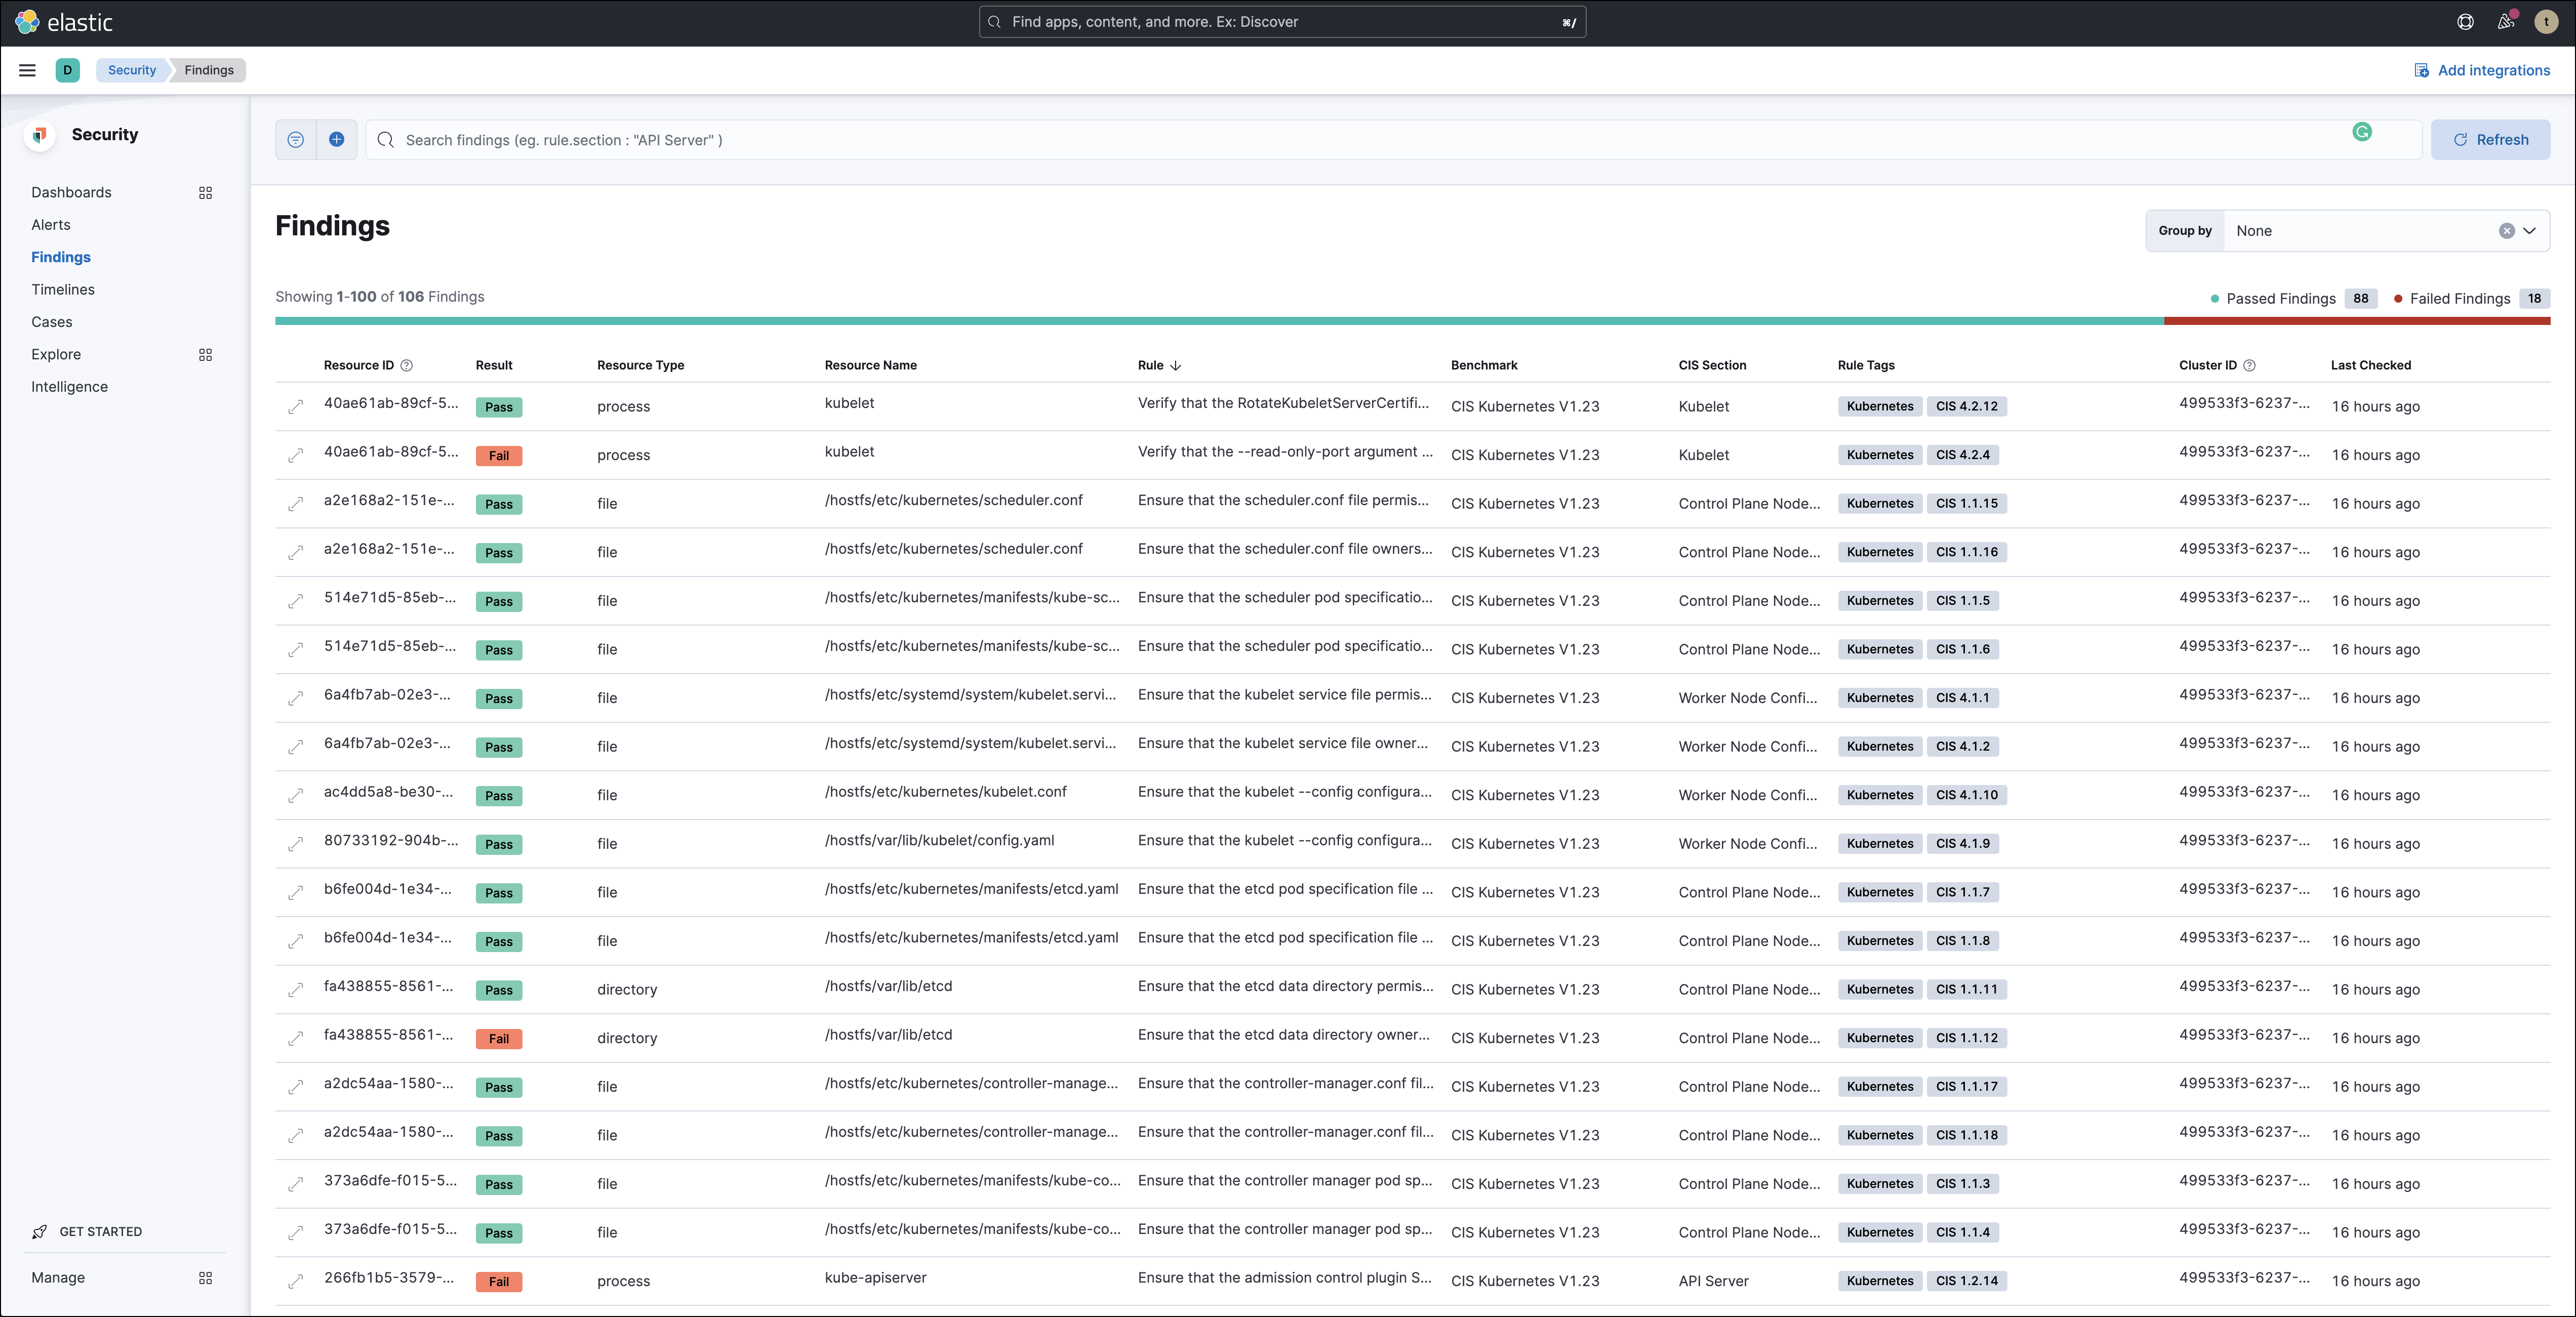 elastic
Find apps, content, and more. Ex: Discover
⌘/
t
D
Security
Findings
Add integrations
Security
Dashboards
Alerts
Findings
Timelines
Cases
Explore
Intelligence
GET STARTED
Manage
Search findings (eg. rule.section : "API Server" )
Refresh
Findings
Group by None
Showing 1-100 of 106 Findings
Passed Findings 88 Failed Findings 18
Resource ID Result Resource Type Resource Name Rule Benchmark CIS Section Rule Tags Cluster ID Last Checked
40ae61ab-89cf-5... Pass process kubelet Verify that the RotateKubeletServerCertifi... CIS Kubernetes V1.23 Kubelet Kubernetes CIS 4.2.12 499533f3-6237-... 16 hours ago
40ae61ab-89cf-5... Fail process kubelet Verify that the --read-only-port argument ... CIS Kubernetes V1.23 Kubelet Kubernetes CIS 4.2.4 499533f3-6237-... 16 hours ago
a2e168a2-151e-... Pass file /hostfs/etc/kubernetes/scheduler.conf Ensure that the scheduler.conf file permis... CIS Kubernetes V1.23 Control Plane Node... Kubernetes CIS 1.1.15 499533f3-6237-... 16 hours ago
a2e168a2-151e-... Pass file /hostfs/etc/kubernetes/scheduler.conf Ensure that the scheduler.conf file owners... CIS Kubernetes V1.23 Control Plane Node... Kubernetes CIS 1.1.16 499533f3-6237-... 16 hours ago
514e71d5-85eb-... Pass file /hostfs/etc/kubernetes/manifests/kube-sc... Ensure that the scheduler pod specificatio... CIS Kubernetes V1.23 Control Plane Node... Kubernetes CIS 1.1.5 499533f3-6237-... 16 hours ago
514e71d5-85eb-... Pass file /hostfs/etc/kubernetes/manifests/kube-sc... Ensure that the scheduler pod specificatio... CIS Kubernetes V1.23 Control Plane Node... Kubernetes CIS 1.1.6 499533f3-6237-... 16 hours ago
6a4fb7ab-02e3-... Pass file /hostfs/etc/systemd/system/kubelet.servi... Ensure that the kubelet service file permis... CIS Kubernetes V1.23 Worker Node Confi... Kubernetes CIS 4.1.1 499533f3-6237-... 16 hours ago
6a4fb7ab-02e3-... Pass file /hostfs/etc/systemd/system/kubelet.servi... Ensure that the kubelet service file owner... CIS Kubernetes V1.23 Worker Node Confi... Kubernetes CIS 4.1.2 499533f3-6237-... 16 hours ago
ac4dd5a8-be30-... Pass file /hostfs/etc/kubernetes/kubelet.conf Ensure that the kubelet --config configura... CIS Kubernetes V1.23 Worker Node Confi... Kubernetes CIS 4.1.10 499533f3-6237-... 16 hours ago
80733192-904b-... Pass file /hostfs/var/lib/kubelet/config.yaml Ensure that the kubelet --config configura... CIS Kubernetes V1.23 Worker Node Confi... Kubernetes CIS 4.1.9 499533f3-6237-... 16 hours ago
b6fe004d-1e34-... Pass file /hostfs/etc/kubernetes/manifests/etcd.yaml Ensure that the etcd pod specification file ... CIS Kubernetes V1.23 Control Plane Node... Kubernetes CIS 1.1.7 499533f3-6237-... 16 hours ago
b6fe004d-1e34-... Pass file /hostfs/etc/kubernetes/manifests/etcd.yaml Ensure that the etcd pod specification file ... CIS Kubernetes V1.23 Control Plane Node... Kubernetes CIS 1.1.8 499533f3-6237-... 16 hours ago
fa438855-8561-... Pass directory /hostfs/var/lib/etcd Ensure that the etcd data directory permis... CIS Kubernetes V1.23 Control Plane Node... Kubernetes CIS 1.1.11 499533f3-6237-... 16 hours ago
fa438855-8561-... Fail directory /hostfs/var/lib/etcd Ensure that the etcd data directory owner... CIS Kubernetes V1.23 Control Plane Node... Kubernetes CIS 1.1.12 499533f3-6237-... 16 hours ago
a2dc54aa-1580-... Pass file /hostfs/etc/kubernetes/controller-manage... Ensure that the controller-manager.conf fil... CIS Kubernetes V1.23 Control Plane Node... Kubernetes CIS 1.1.17 499533f3-6237-... 16 hours ago
a2dc54aa-1580-... Pass file /hostfs/etc/kubernetes/controller-manage... Ensure that the controller-manager.conf fil... CIS Kubernetes V1.23 Control Plane Node... Kubernetes CIS 1.1.18 499533f3-6237-... 16 hours ago
373a6dfe-f015-5... Pass file /hostfs/etc/kubernetes/manifests/kube-co... Ensure that the controller manager pod sp... CIS Kubernetes V1.23 Control Plane Node... Kubernetes CIS 1.1.3 499533f3-6237-... 16 hours ago
373a6dfe-f015-5... Pass file /hostfs/etc/kubernetes/manifests/kube-co... Ensure that the controller manager pod sp... CIS Kubernetes V1.23 Control Plane Node... Kubernetes CIS 1.1.4 499533f3-6237-... 16 hours ago
266fb1b5-3579-... Fail process kube-apiserver Ensure that the admission control plugin S... CIS Kubernetes V1.23 API Server Kubernetes CIS 1.2.14 499533f3-6237-... 16 hours ago